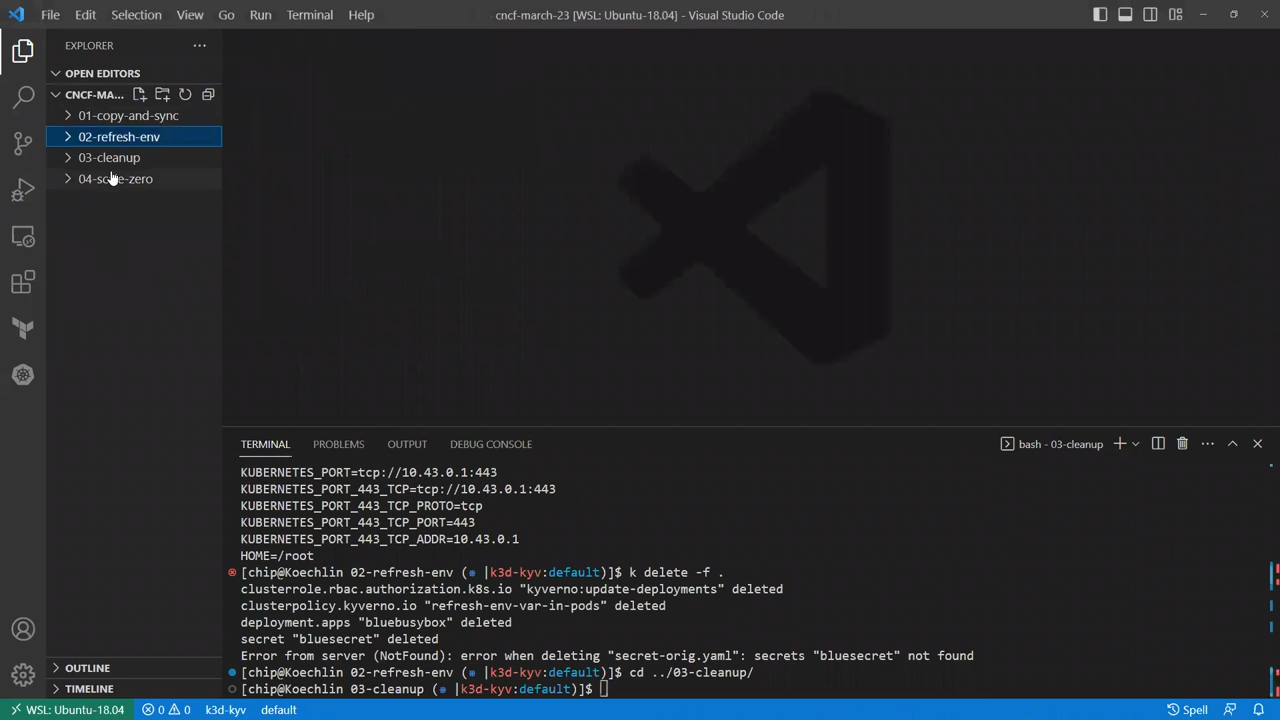 File Edit Selection View Go Run Terminal Help cncf-march-23 [WSL: Ubuntu-18.04] - Visual Studio Code
EXPLORER
OPEN EDITORS
CNCF-MA...
01-copy-and-sync
02-refresh-env
03-cleanup
04-scale-zero
TERMINAL PROBLEMS OUTPUT DEBUG CONSOLE bash - 03-cleanup
KUBERNETES_PORT=tcp://10.43.0.1:443
KUBERNETES_PORT_443_TCP=tcp://10.43.0.1:443
KUBERNETES_PORT_443_TCP_PROTO=tcp
KUBERNETES_PORT_443_TCP_PORT=443
KUBERNETES_PORT_443_TCP_ADDR=10.43.0.1
HOME=/root
[chip@Koechlin 02-refresh-env (⎈ |k3d-kyv:default)]$ k delete -f .
clusterrole.rbac.authorization.k8s.io "kyverno:update-deployments" deleted
clusterpolicy.kyverno.io "refresh-env-var-in-pods" deleted
deployment.apps "bluebusybox" deleted
secret "bluesecret" deleted
Error from server (NotFound): error when deleting "secret-orig.yaml": secrets "bluesecret" not found
[chip@Koechlin 02-refresh-env (⎈ |k3d-kyv:default)]$ cd ../03-cleanup/
[chip@Koechlin 03-cleanup (⎈ |k3d-kyv:default)]$
OUTLINE
TIMELINE
WSL: Ubuntu-18.04 0 0 k3d-kyv default Spell